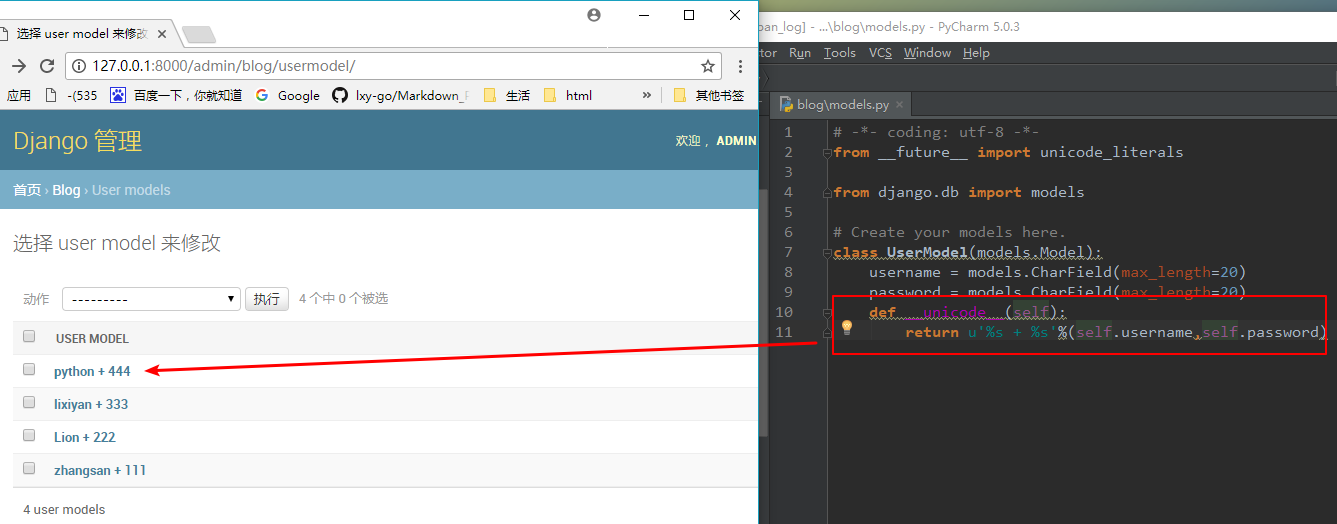 选择 user model 来修改
127.0.0.1:8000/admin/blog/usermodel/
应用
-(535
百度一下，你就知道
Google
lxy-go/Markdown_
生活
html
»
其他书签
Django 管理
欢迎， ADMIN
首页 › Blog › User models
选择 user model 来修改
动作
---------
执行
4 个中 0 个被选
USER MODEL
python + 444
lixiyan + 333
Lion + 222
zhangsan + 111
4 user models
an_log] - ...\blog\models.py - PyCharm 5.0.3
tor Run Tools VCS Window Help
blog\models.py
1 # -*- coding: utf-8 -*-
2 from __future__ import unicode_literals
3
4 from django.db import models
5
6 # Create your models here.
7 class UserModel(models.Model):
8 username = models.CharField(max_length=20)
9 password = models.CharField(max_length=20)
10 def __unicode__(self):
11 return u'%s + %s'%(self.username,self.password)